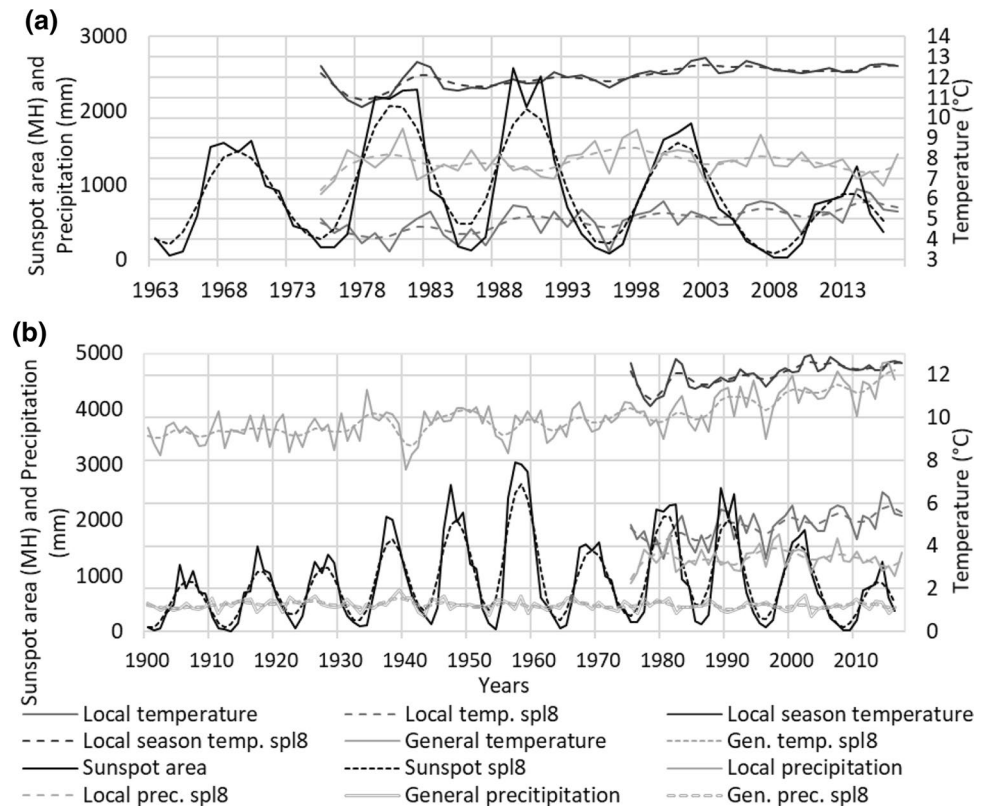 (a)
Sunspot area (MH) and
Precipitation (mm)
3000
2000
1000
0
14
13
12
11
10
9
8
7
6
5
4
3
Temperature (°C)
1963 1968 1973 1978 1983 1988 1993 1998 2003 2008 2013
(b)
Sunspot area (MH) and Precipitation
(mm)
5000
4000
3000
2000
1000
0
12
10
8
6
4
2
0
Temperature (°C)
1900 1910 1920 1930 1940 1950 1960 1970 1980 1990 2000 2010
Years
Local temperature Local temp. spl8 Local season temperature
Local season temp. spl8 General temperature Gen. temp. spl8
Sunspot area Sunspot spl8 Local precipitation
Local prec. spl8 General precitipitation Gen. prec. spl8